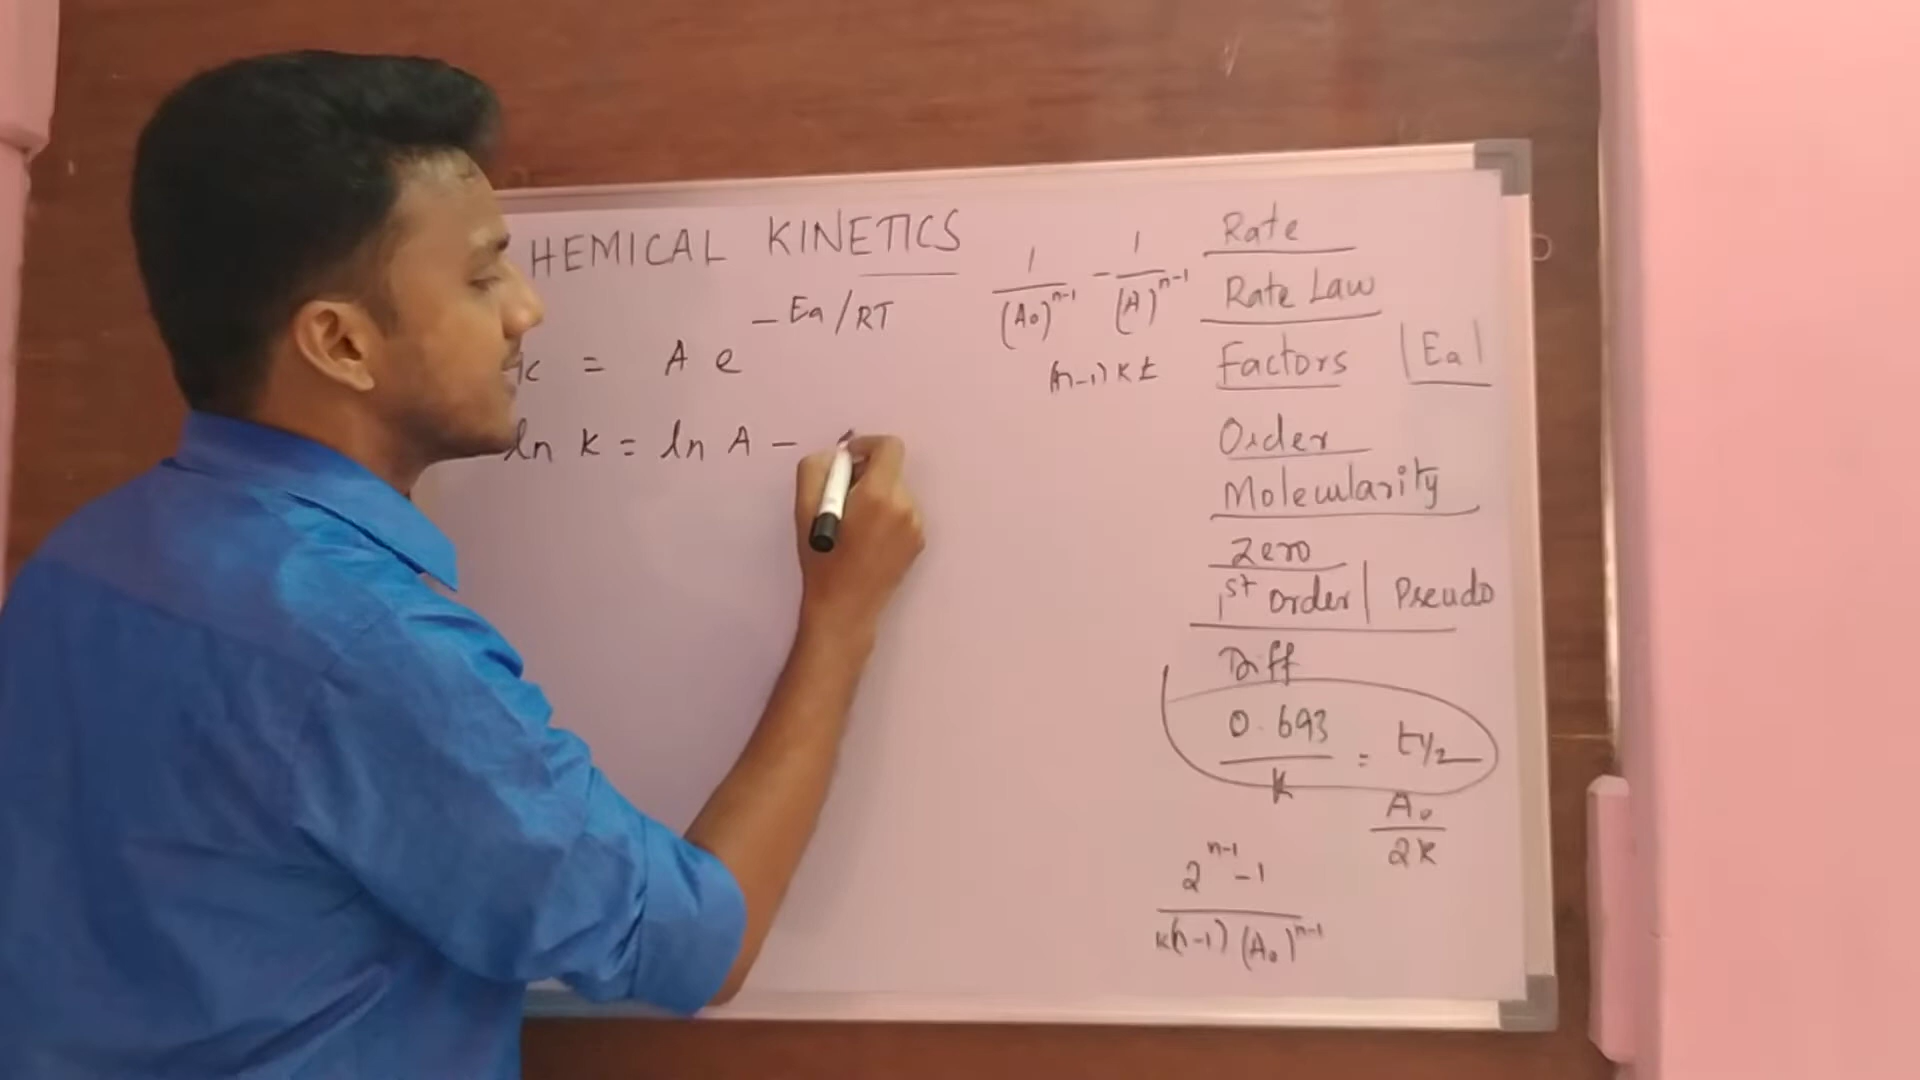 HEMICAL KINETICS
k = A e^-Ea/RT
ln K = ln A -
1/(A0)^n-1 - 1/(A)^n-1
(n-1) K t
Rate
Rate Law
Factors |Ea|
Order
Molecularity
Zero
1st Order | Pseudo
Diff
0.693/K = t1/2
A0/2K
2^n-1 -1/K(n-1) (A0)^n-1